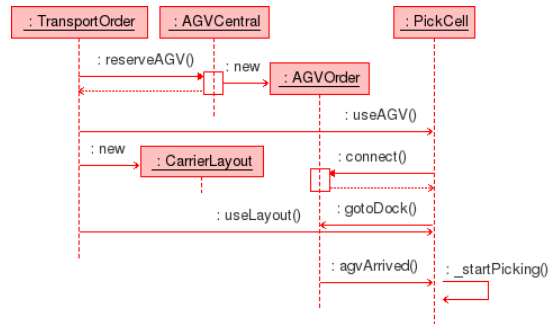 : TransportOrder
: AGVCentral
: PickCell
: reserveAGV()
: new
: AGVOrder
: useAGV()
: new
: CarrierLayout
: connect()
: useLayout()
: gotoDock()
: agvArrived()
: _startPicking()